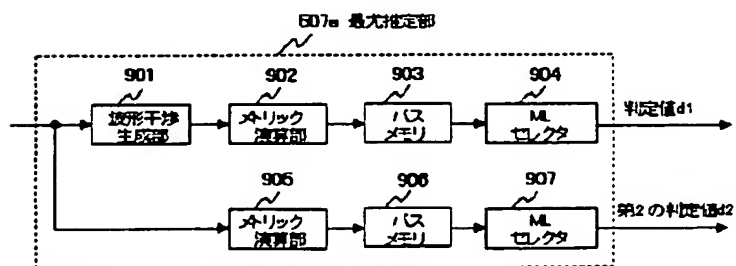 607a 最尤推定部
901
波形干渉
生成部
902
メトリック
演算部
903
パス
メモリ
904
ML
セレクタ
判定値d1
905
メトリック
演算部
906
パス
メモリ
907
ML
セレクタ
第2の判定値d2